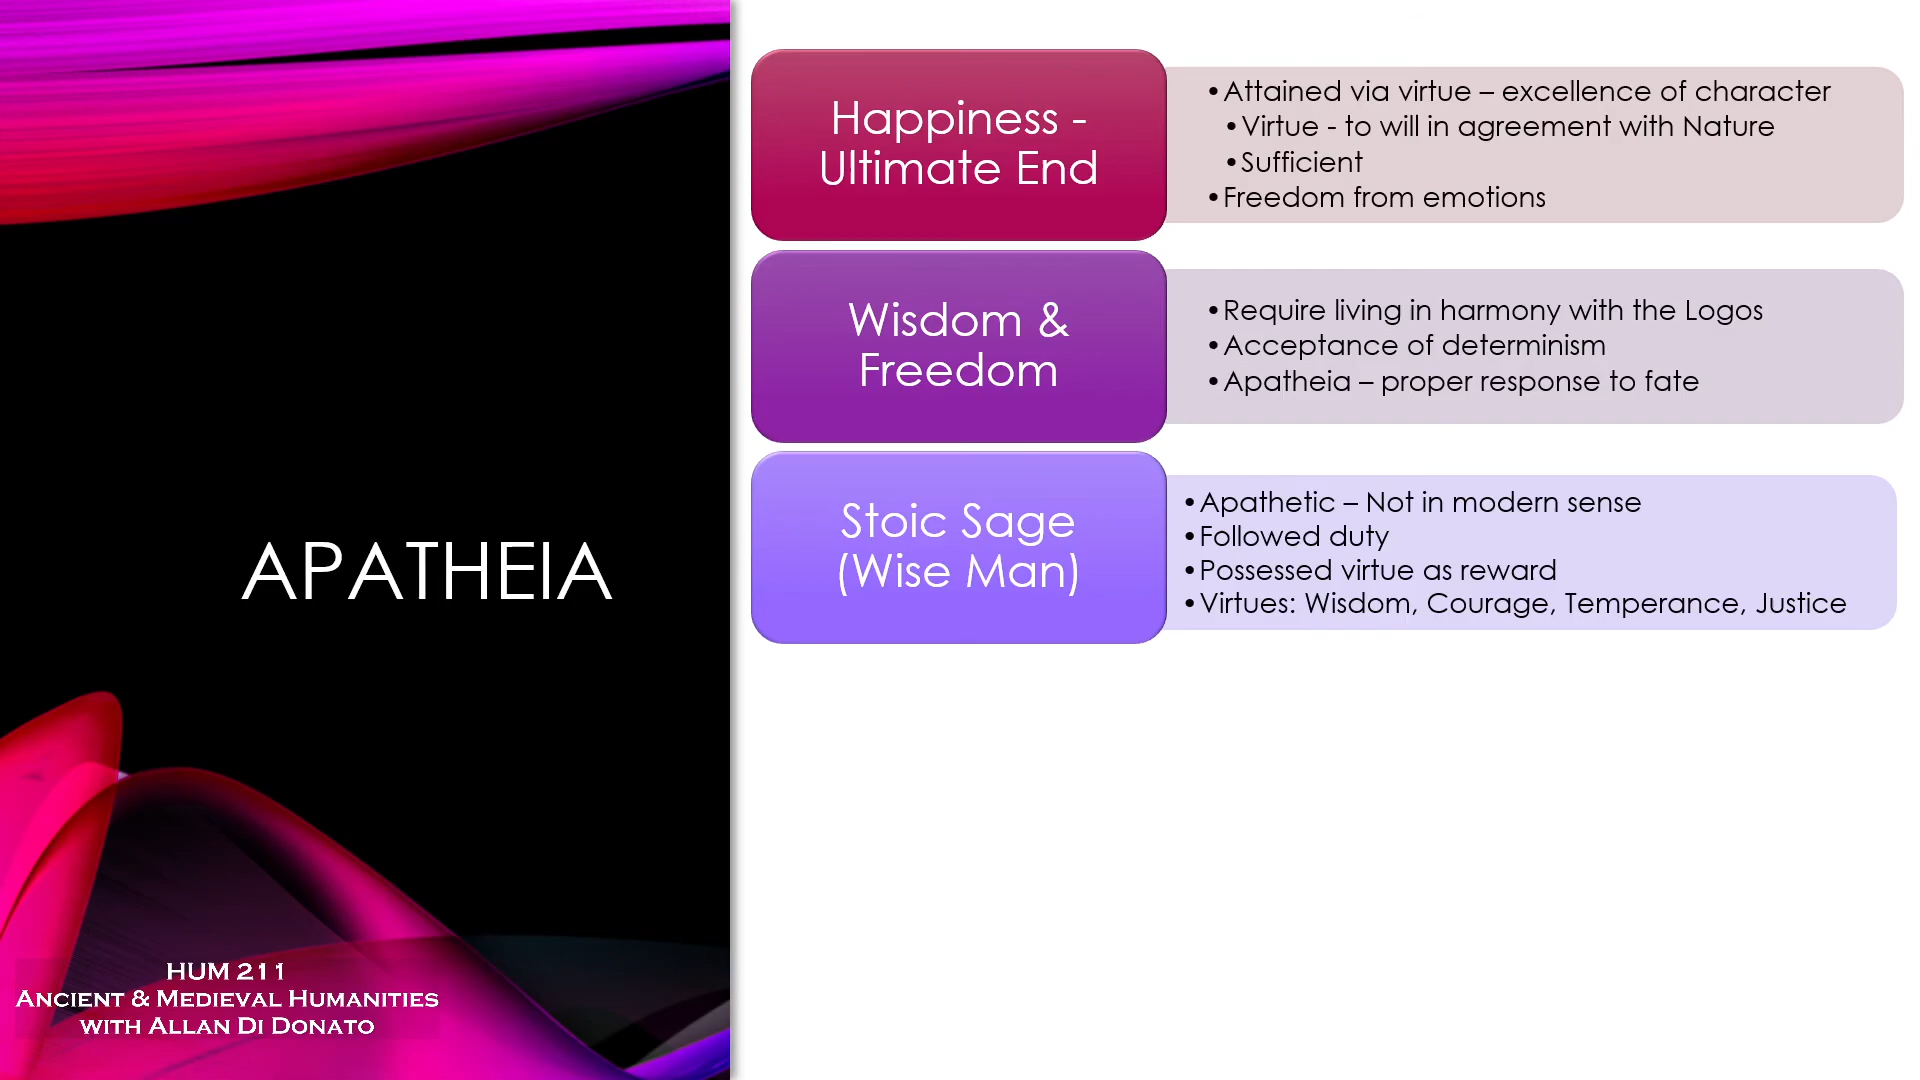 APATHEIA
HUM 211
Ancient & Medieval Humanities
with Allan Di Donato
Happiness -
Ultimate End
•Attained via virtue – excellence of character
•Virtue - to will in agreement with Nature
•Sufficient
•Freedom from emotions
Wisdom &
Freedom
•Require living in harmony with the Logos
•Acceptance of determinism
•Apatheia – proper response to fate
Stoic Sage
(Wise Man)
•Apathetic – Not in modern sense
•Followed duty
•Possessed virtue as reward
•Virtues: Wisdom, Courage, Temperance, Justice